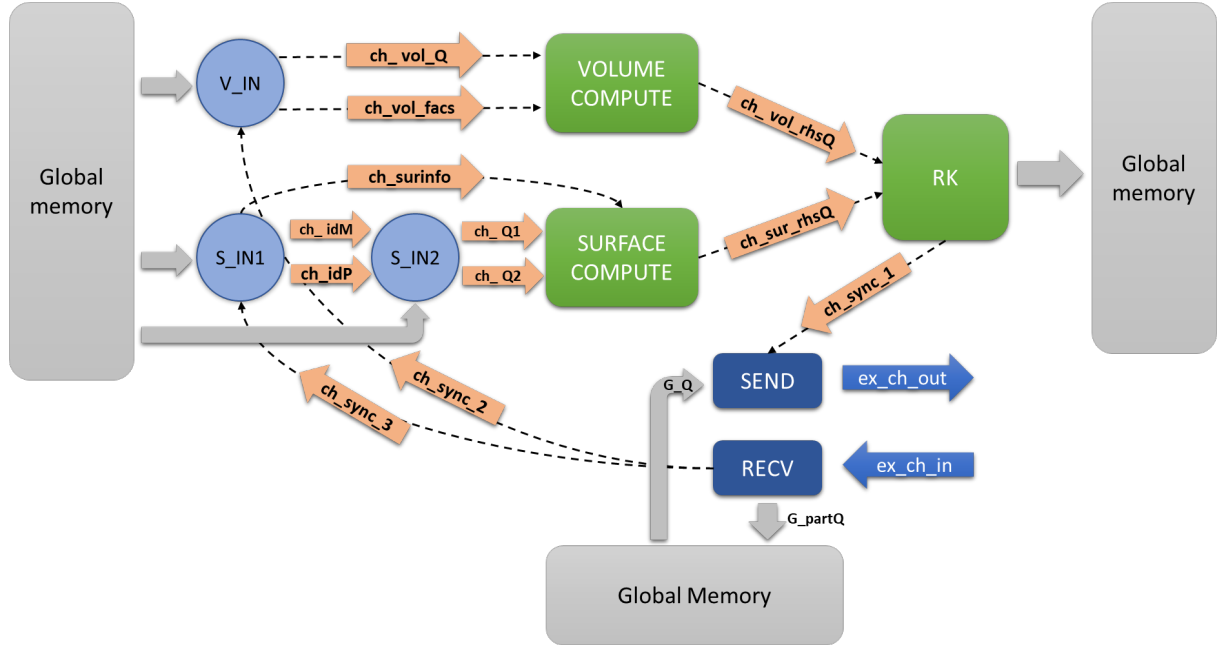 Global
memory
V_IN
ch_ vol_Q
ch_vol_facs
VOLUME
COMPUTE
ch_ vol_rhsQ
RK
Global
memory
ch_surinfo
S_IN1
ch_ idM
ch_idP
S_IN2
ch_ Q1
ch_ Q2
SURFACE
COMPUTE
ch_sur_rhsQ
ch_sync_1
ch_sync_2
ch_sync_3
G_Q
SEND
ex_ch_out
RECV
ex_ch_in
G_partQ
Global Memory